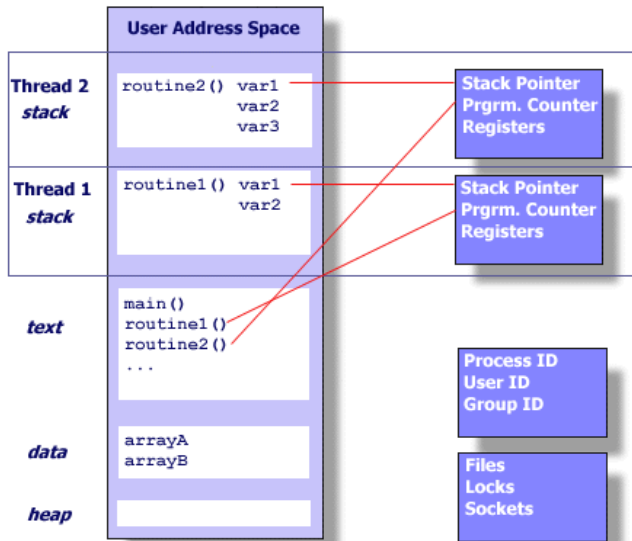 User Address Space
Thread 2
stack
routine2() var1
var2
var3
Stack Pointer
Prgrm. Counter
Registers
Thread 1
stack
routine1() var1
var2
Stack Pointer
Prgrm. Counter
Registers
text
main()
routine1()
routine2()
...
Process ID
User ID
Group ID
data
arrayA
arrayB
Files
Locks
Sockets
heap